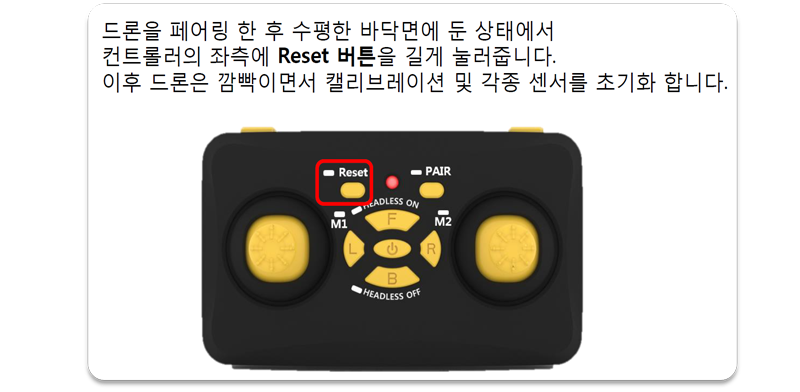 드론을 페어링 한 후 수평한 바닥면에 둔 상태에서
컨트롤러의 좌측에 Reset 버튼을 길게 눌러줍니다.
이후 드론은 깜빡이면서 캘리브레이션 및 각종 센서를 초기화 합니다.
Reset
PAIR
HEADLESS ON
M1
F
M2
L
R
B
HEADLESS OFF